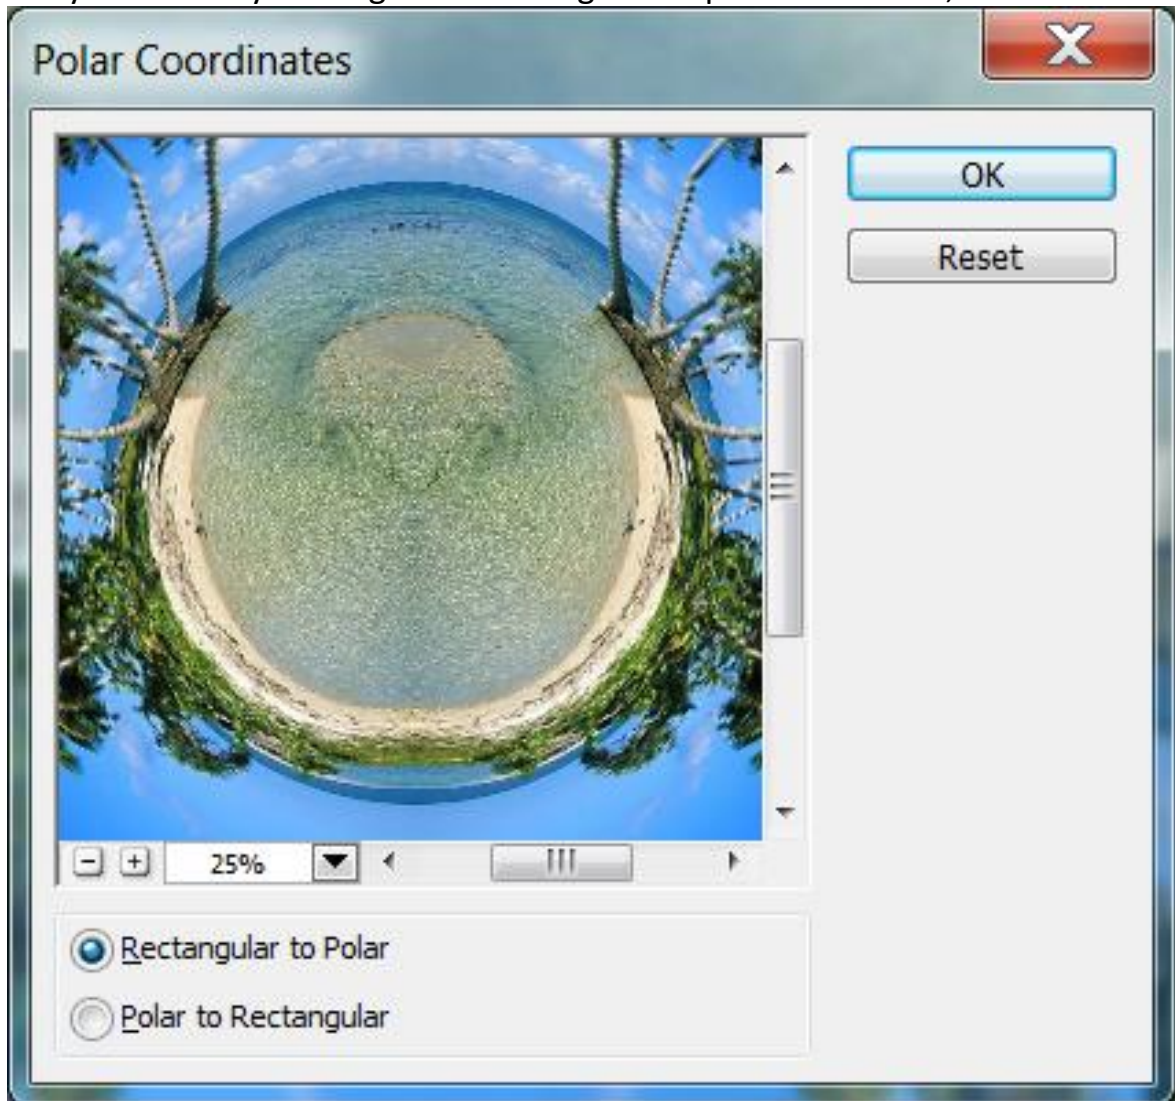 Polar Coordinates
OK
Reset
25%
Rectangular to Polar
Polar to Rectangular